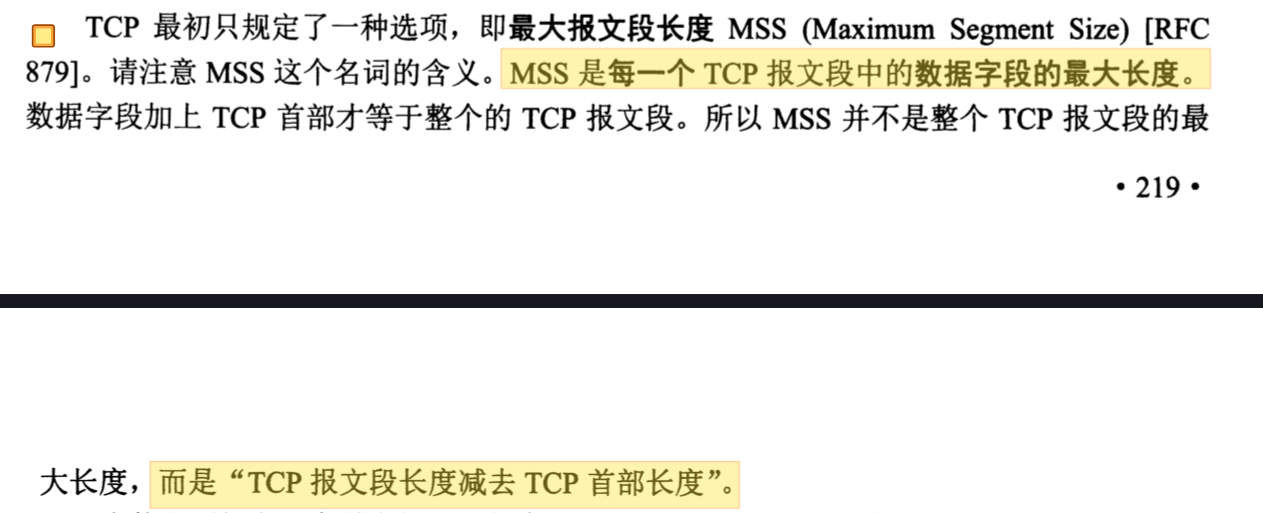 TCP 最初只规定了一种选项，即最大报文段长度 MSS (Maximum Segment Size) [RFC
879]。请注意 MSS 这个名词的含义。MSS 是每一个 TCP 报文段中的数据字段的最大长度。
数据字段加上 TCP 首部才等于整个的 TCP 报文段。所以 MSS 并不是整个 TCP 报文段的最
• 219 •
大长度，而是“TCP 报文段长度减去 TCP 首部长度”。